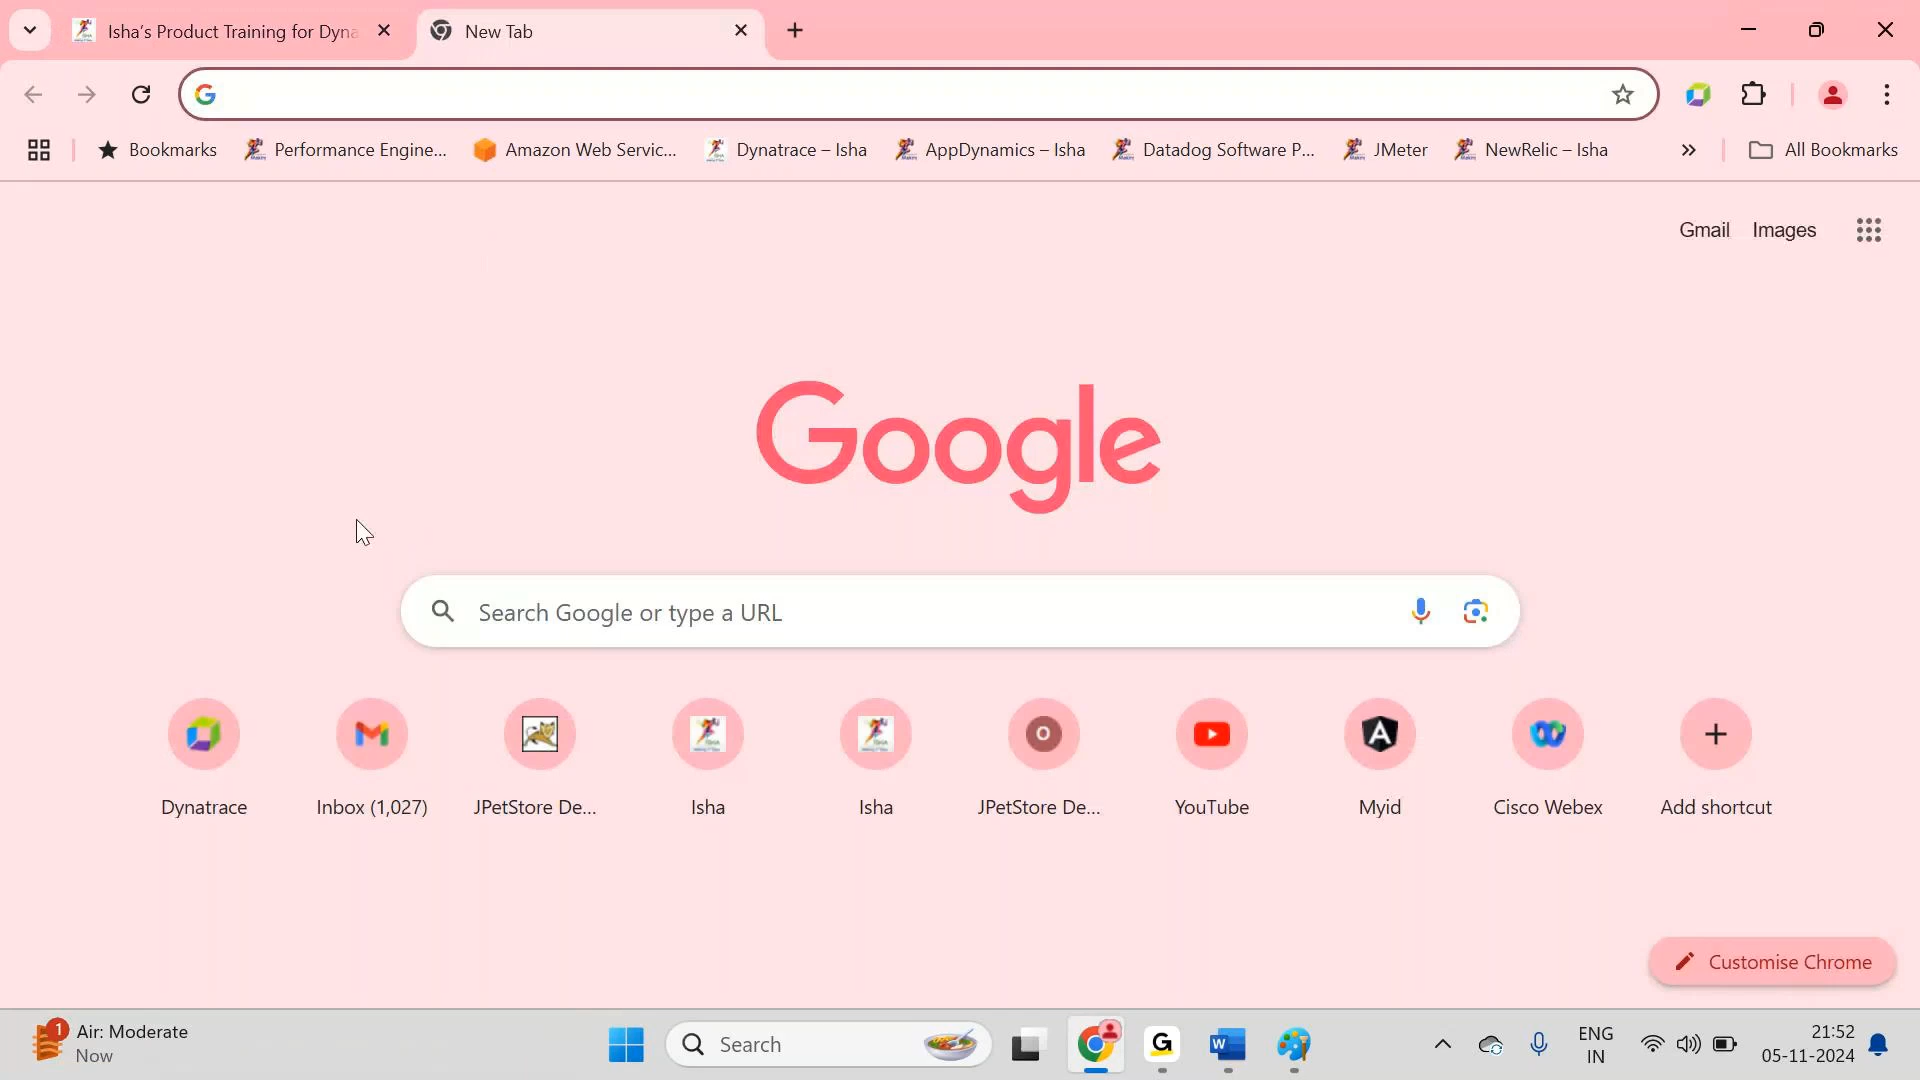 Isha's Product Training for Dyna
New Tab
Bookmarks
Performance Engine...
Amazon Web Servic...
Dynatrace – Isha
AppDynamics – Isha
Datadog Software P...
JMeter
NewRelic – Isha
All Bookmarks
Gmail
Images
Google
Search Google or type a URL
Dynatrace
Inbox (1,027)
JPetStore De...
Isha
Isha
JPetStore De...
YouTube
Myid
Cisco Webex
Add shortcut
Customise Chrome
1
Air: Moderate
Now
Search
ENG
IN
21:52
05-11-2024